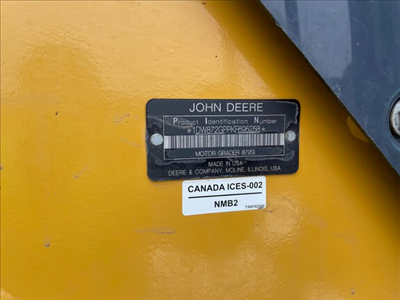 JOHN DEERE
Product Identification Number
*1DW872GPPKF695258*
MOTOR GRADER 872G
MADE IN USA
DEERE & COMPANY, MOLINE, ILLINOIS, USA
CANADA ICES-002
NMB2